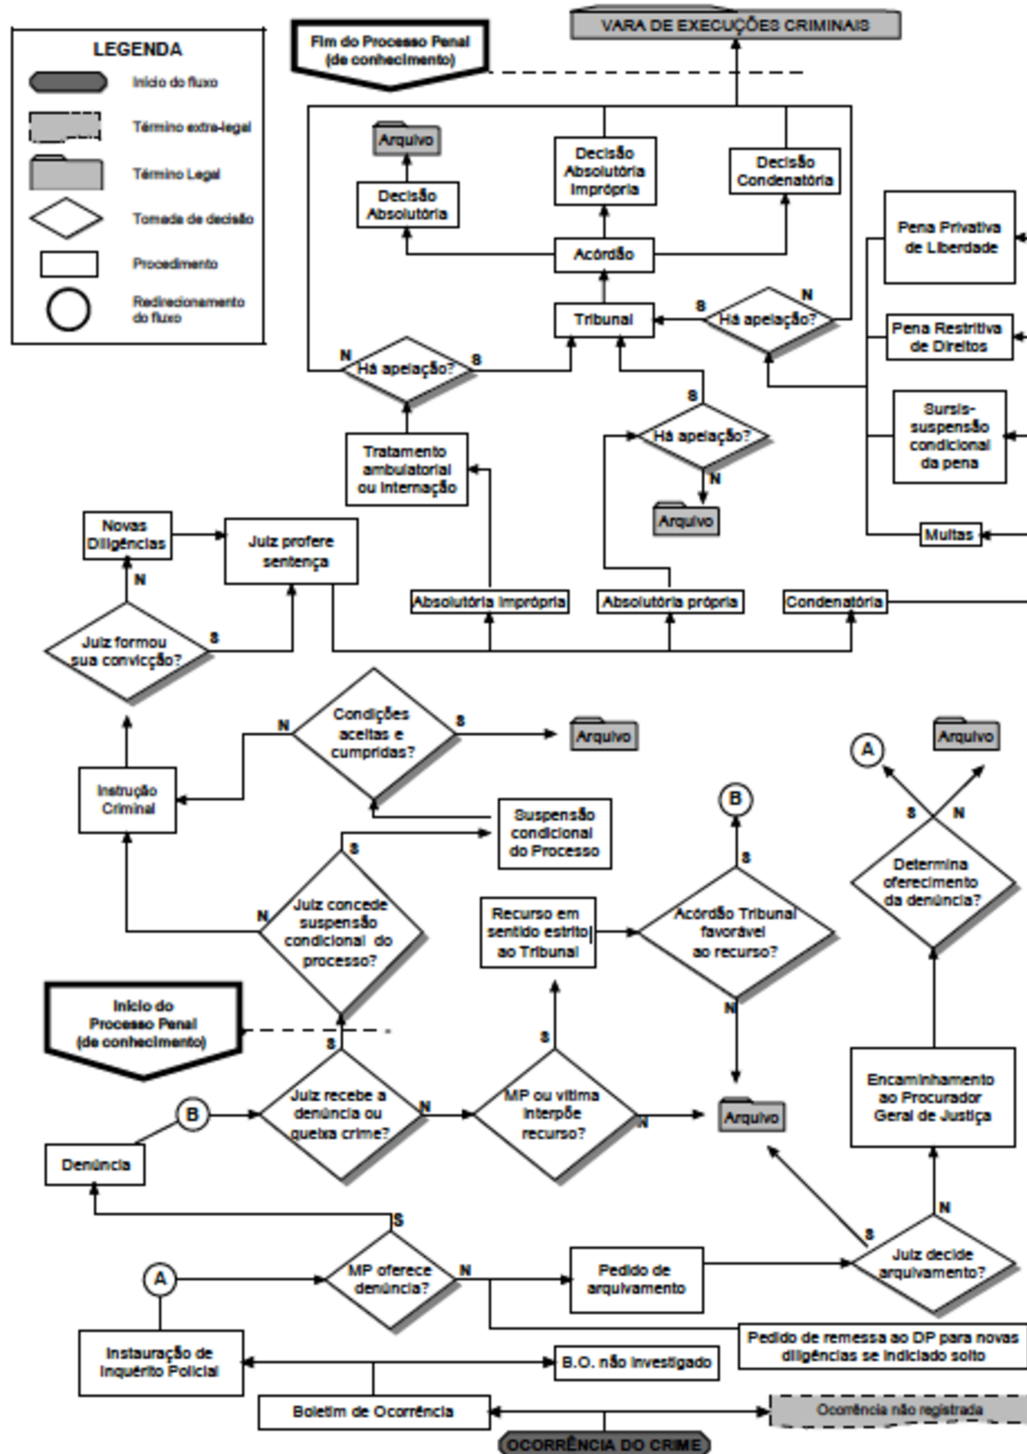 VARA DE EXECUÇÕES CRIMINAIS
Fim do Processo Penal
(de conhecimento)
LEGENDA
Início do fluxo
Término extra-legal
Término Legal
Tomada de decisão
Procedimento
Redirecionamento
do fluxo
Arquivo
Decisão
Absolutória
Decisão
Absolutória
Imprópria
Decisão
Condenatória
Acórdão
Tribunal
S
Há apelação?
N
Pena Privativa
de Liberdade
Pena Restritiva
de Direitos
Sursis-
suspensão
condicional
da pena
Multas
N
Há apelação?
S
S
Há apelação?
N
Arquivo
Tratamento
ambulatorial
ou Internação
Novas
Diligências
Juiz profere
sentença
N
Juiz formou
sua convicção?
S
Absolutória Imprópria
Absolutória própria
Condenatória
N
Condições
aceitas e
cumpridas?
S
Arquivo
A
Arquivo
S
N
Determina
oferecimento
da denúncia?
Instrução
Criminal
Suspensão
condicional
do Processo
B
S
S
N
Juiz concede
suspensão
condicional do
processo?
Recurso em
sentido estrito
ao Tribunal
Acórdão Tribunal
favorável
ao recurso?
N
Início do
Processo Penal
(de conhecimento)
S
S
Juiz recebe a
denúncia ou
queixa crime?
N
MP ou vítima
interpõe
recurso?
N
Arquivo
Encaminhamento
ao Procurador
Geral de Justiça
B
Denúncia
S
MP oferece
denúncia?
N
A
Pedido de
arquivamento
S
N
Juiz decide
arquivamento?
Pedido de remessa ao DP para novas
diligências se indiciado solto
Instauração de
Inquérito Policial
B.O. não Investigado
Boletim de Ocorrência
Ocorrência não registrada
OCORRÊNCIA DO CRIME